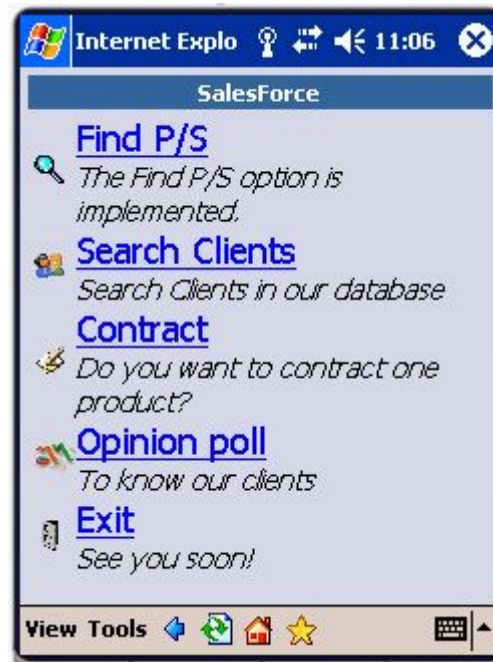 Internet Explo 11:06
SalesForce
Find P/S
The Find P/S option is
implemented.
Search Clients
Search Clients in our database
Contract
Do you want to contract one
product?
Opinion poll
To know our clients
Exit
See you soon!
View Tools